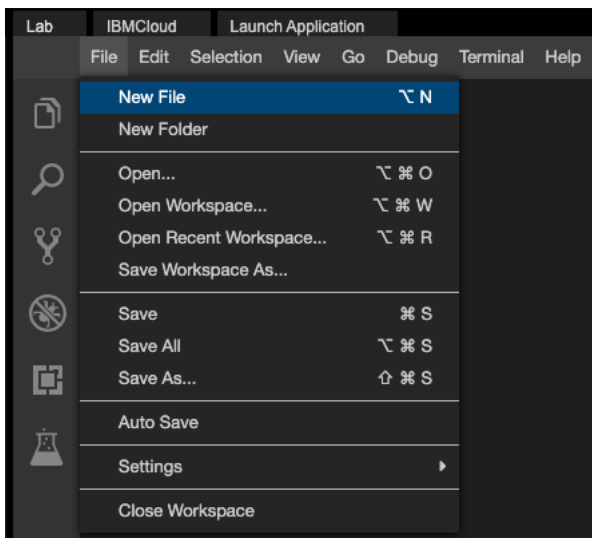 Lab IBMCloud Launch Application
File Edit Selection View Go Debug Terminal Help
New File ⌥ N
New Folder
Open... ⌥ ⌘ O
Open Workspace... ⌥ ⌘ W
Open Recent Workspace... ⌥ ⌘ R
Save Workspace As...
Save ⌘ S
Save All ⌥ ⌘ S
Save As... ⇧ ⌘ S
Auto Save
Settings
Close Workspace